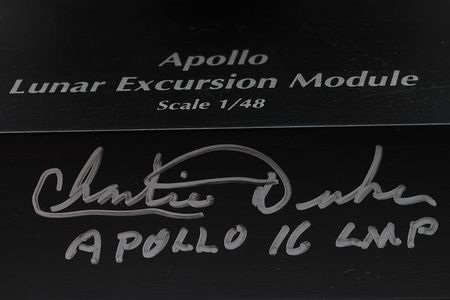 Apollo
Lunar Excursion Module
Scale 1/48
Charlie Duke
APOLLO 16 LMP